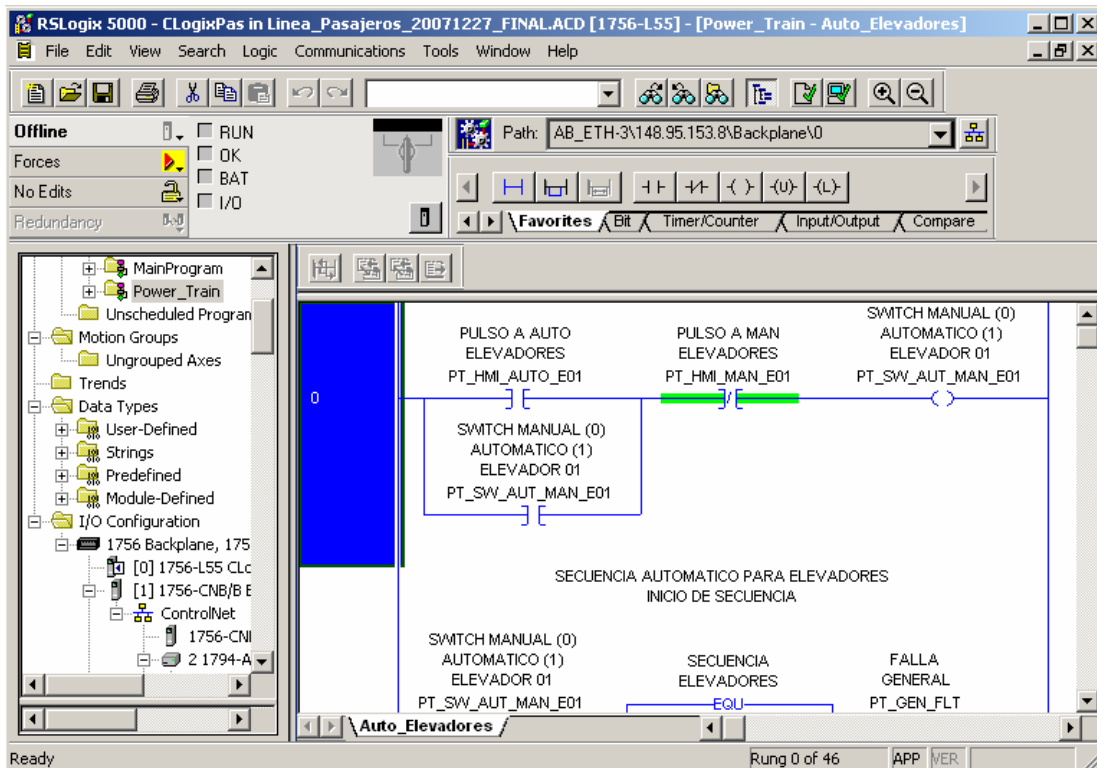 RSLogix 5000 - CLogixPas in Linea_Pasajeros_20071227_FINAL.ACD [1756-L55] - [Power_Train - Auto_Elevadores]
File Edit View Search Logic Communications Tools Window Help
Offline
RUN
Path: AB_ETH-3\148.95.153.8\Backplane\0
Forces
OK
No Edits
BAT
Redundancy
I/O
Favorites Bit Timer/Counter Input/Output Compare
MainProgram
Power_Train
Unscheduled Program
Motion Groups
Ungrouped Axes
Trends
Data Types
User-Defined
Strings
Predefined
Module-Defined
I/O Configuration
1756 Backplane, 175
[0] 1756-L55 CLo
[1] 1756-CNB/B E
ControlNet
1756-CNI
2 1794-A
0
PULSO A AUTO
ELEVADORES
PT_HMI_AUTO_E01
PULSO A MAN
ELEVADORES
PT_HMI_MAN_E01
SWITCH MANUAL (0)
AUTOMATICO (1)
ELEVADOR 01
PT_SW_AUT_MAN_E01
SWITCH MANUAL (0)
AUTOMATICO (1)
ELEVADOR 01
PT_SW_AUT_MAN_E01
SECUENCIA AUTOMATICO PARA ELEVADORES
INICIO DE SECUENCIA
SWITCH MANUAL (0)
AUTOMATICO (1)
ELEVADOR 01
PT_SW_AUT_MAN_E01
SECUENCIA
ELEVADORES
EQU
FALLA
GENERAL
PT_GEN_FLT
Auto_Elevadores
Ready
Rung 0 of 46
APP
VER